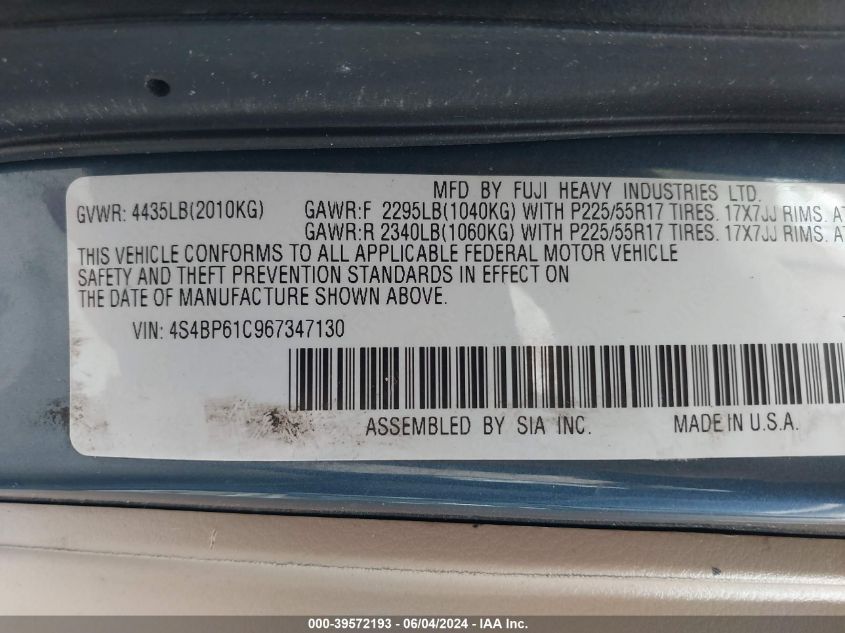 MFD BY FUJI HEAVY INDUSTRIES LTD.
GVWR: 4435LB(2010KG) GAWR:F 2295LB(1040KG) WITH P225/55R17 TIRES. 17X7JJ RIMS. AT
GAWR:R 2340LB(1060KG) WITH P225/55R17 TIRES. 17X7JJ RIMS. AT
THIS VEHICLE CONFORMS TO ALL APPLICABLE FEDERAL MOTOR VEHICLE
SAFETY AND THEFT PREVENTION STANDARDS IN EFFECT ON
THE DATE OF MANUFACTURE SHOWN ABOVE.
VIN: 4S4BP61C967347130
ASSEMBLED BY SIA INC. MADE IN U.S.A.
000-39572193 - 06/04/2024 - IAA Inc.